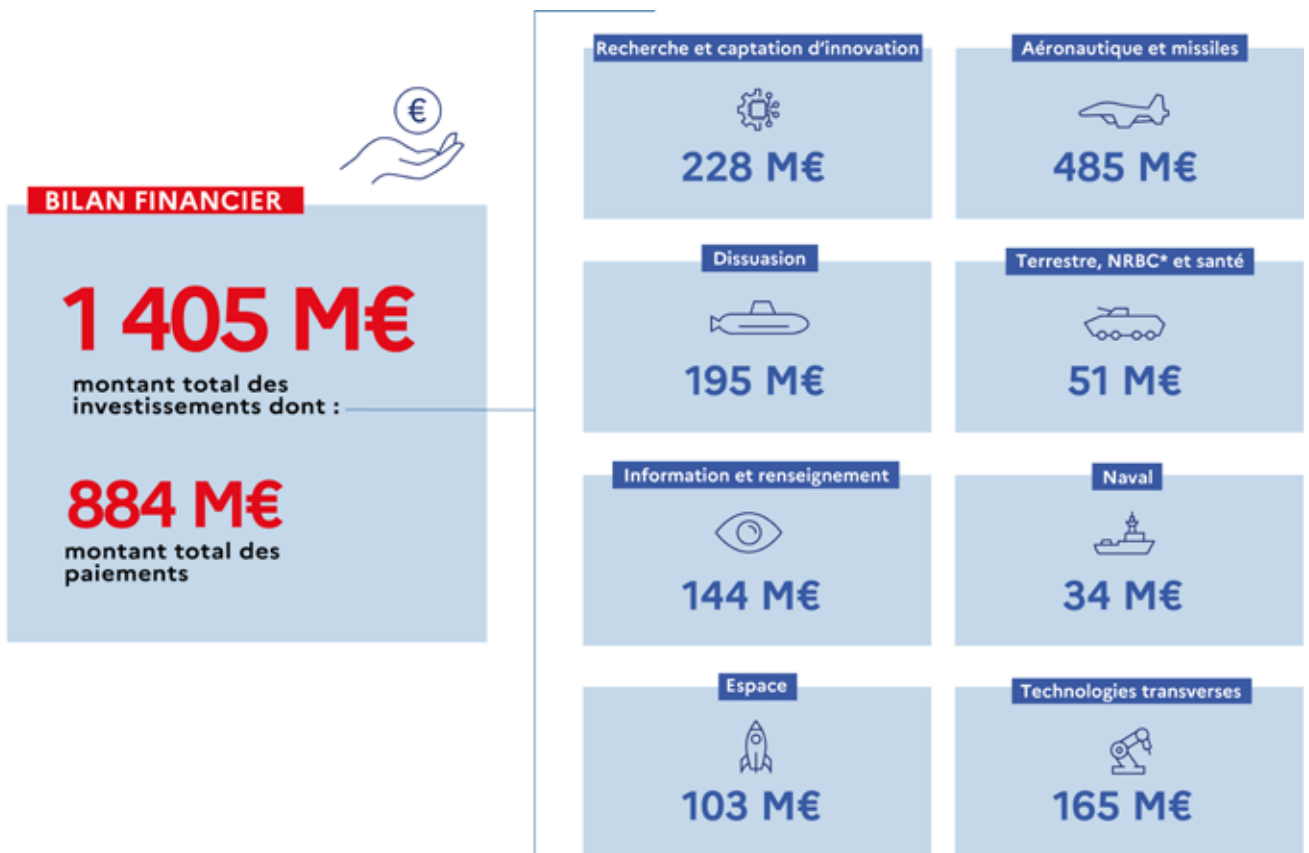 €
BILAN FINANCIER
1 405 M€
montant total des
investissements dont :
884 M€
montant total des
paiements
Recherche et captation d'innovation
228 M€
Aéronautique et missiles
485 M€
Dissuasion
195 M€
Terrestre, NRBC* et santé
51 M€
Information et renseignement
144 M€
Naval
34 M€
Espace
103 M€
Technologies transverses
165 M€